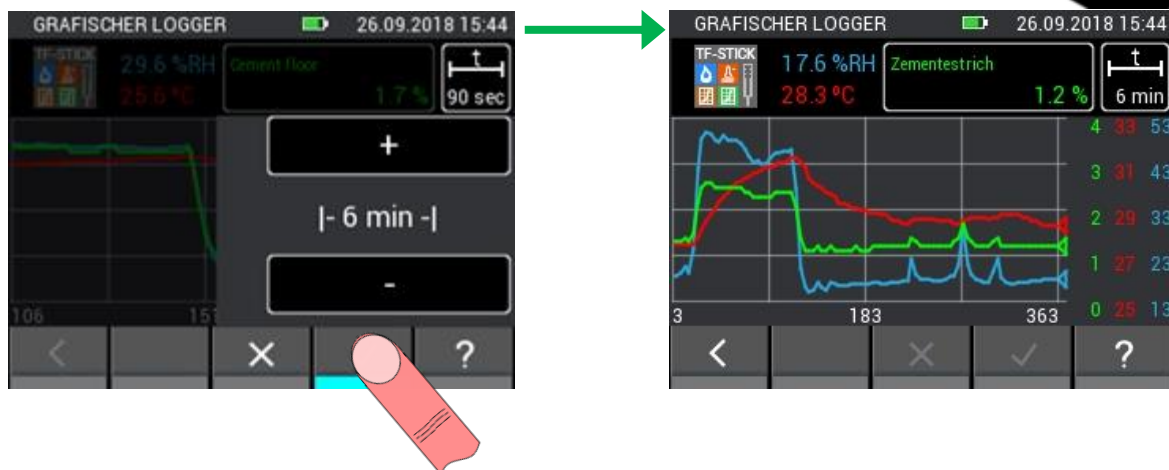 GRAFISCHER LOGGER 26.09.2018 15:44
TF-STICK 29.6 %RH Cement Floor t
25.6 °C 1.7 % 90 sec
+
|- 6 min -|
-
106 151
< X ?
GRAFISCHER LOGGER 26.09.2018 15:44
TF-STICK 17.6 %RH Zementestrich t
28.3 °C 1.2 % 6 min
4 33 53
3 31 43
2 29 33
1 27 23
0 25 13
3 183 363
< X ✓ ?